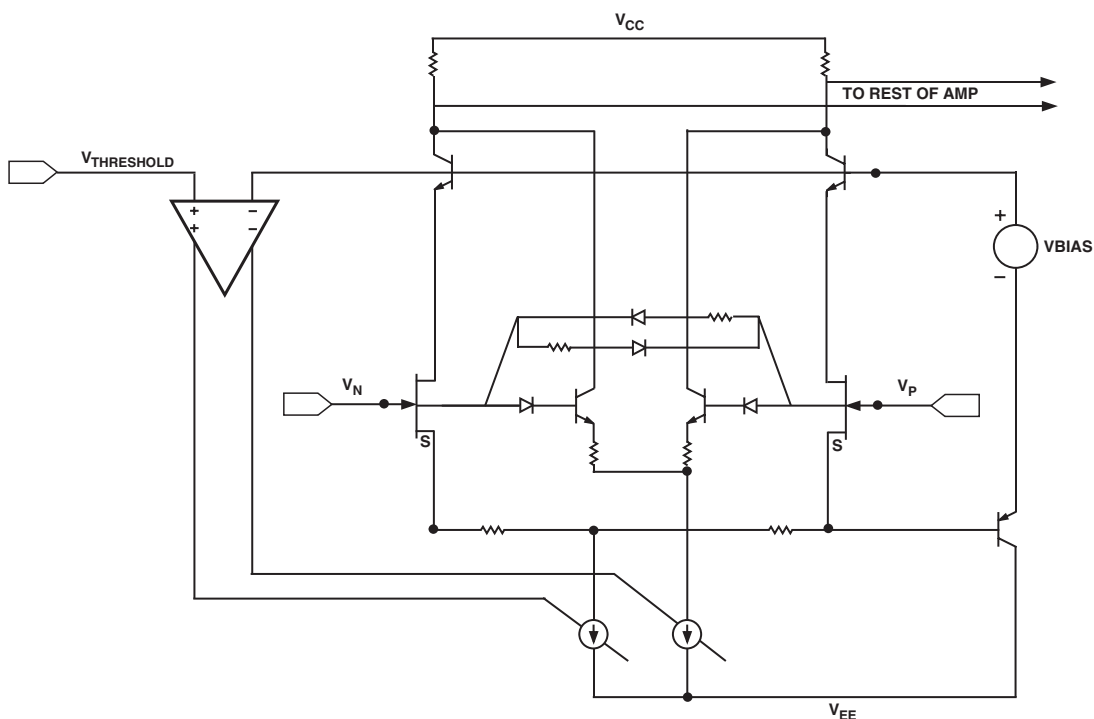 VCC
TO REST OF AMP
VTHRESHOLD
+ −
+ −
+
VBIAS
−
VN
VP
S
S
VEE